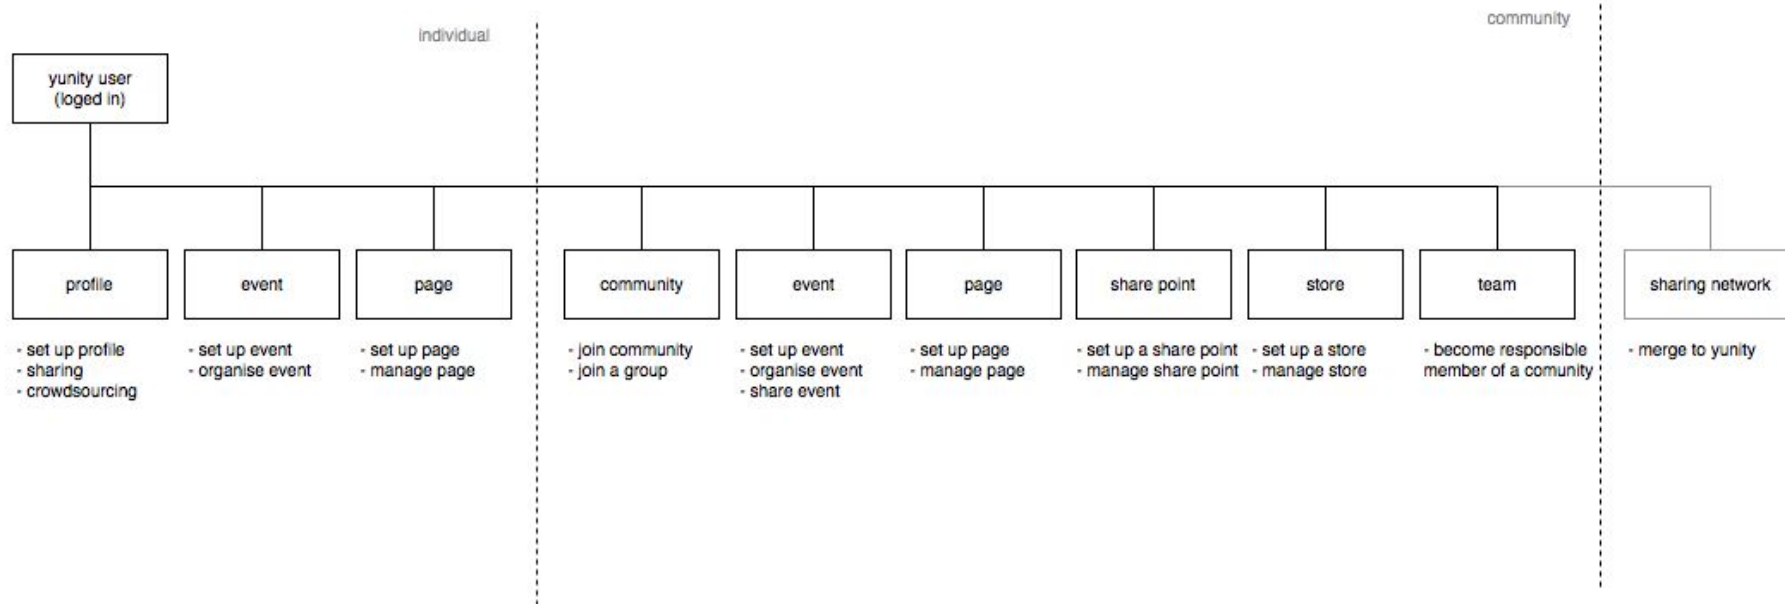 individual
community
yunity user
(loged in)
profile
event
page
community
event
page
share point
store
team
sharing network
- set up profile
- sharing
- crowdsourcing
- set up event
- organise event
- set up page
- manage page
- join community
- join a group
- set up event
- organise event
- share event
- set up page
- manage page
- set up a share point
- manage share point
- set up a store
- manage store
- become responsible
member of a comunity
- merge to yunity